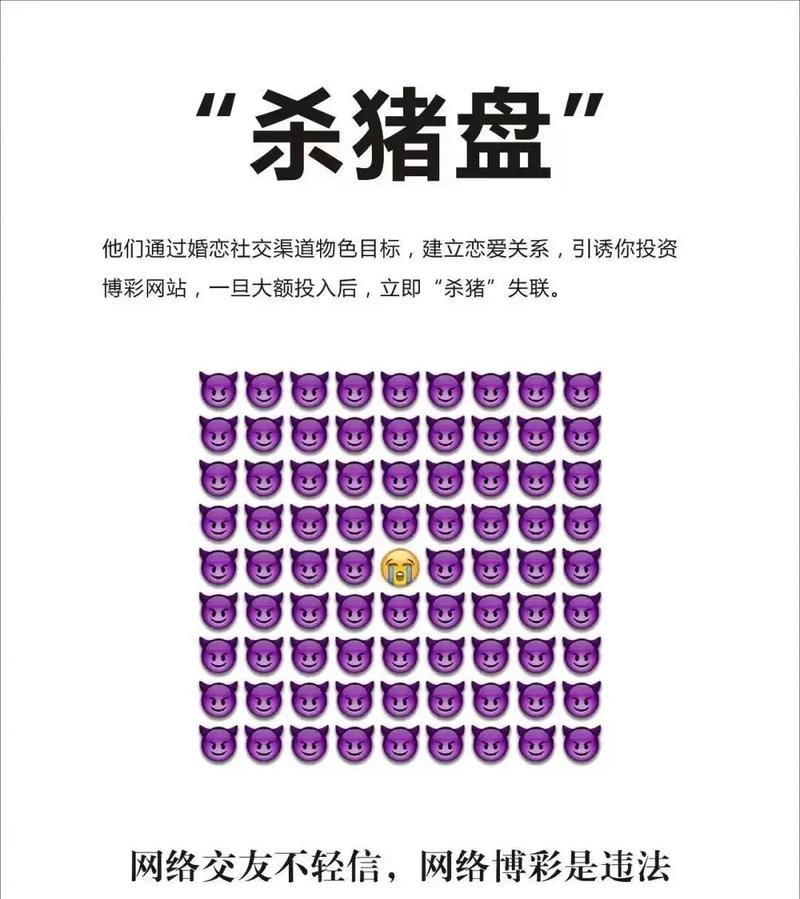 “杀猪盘”
他们通过婚恋社交渠道物色目标，建立恋爱关系，引诱你投资
博彩网站，一旦大额投入后，立即“杀猪”失联。
网络交友不轻信，网络博彩是违法